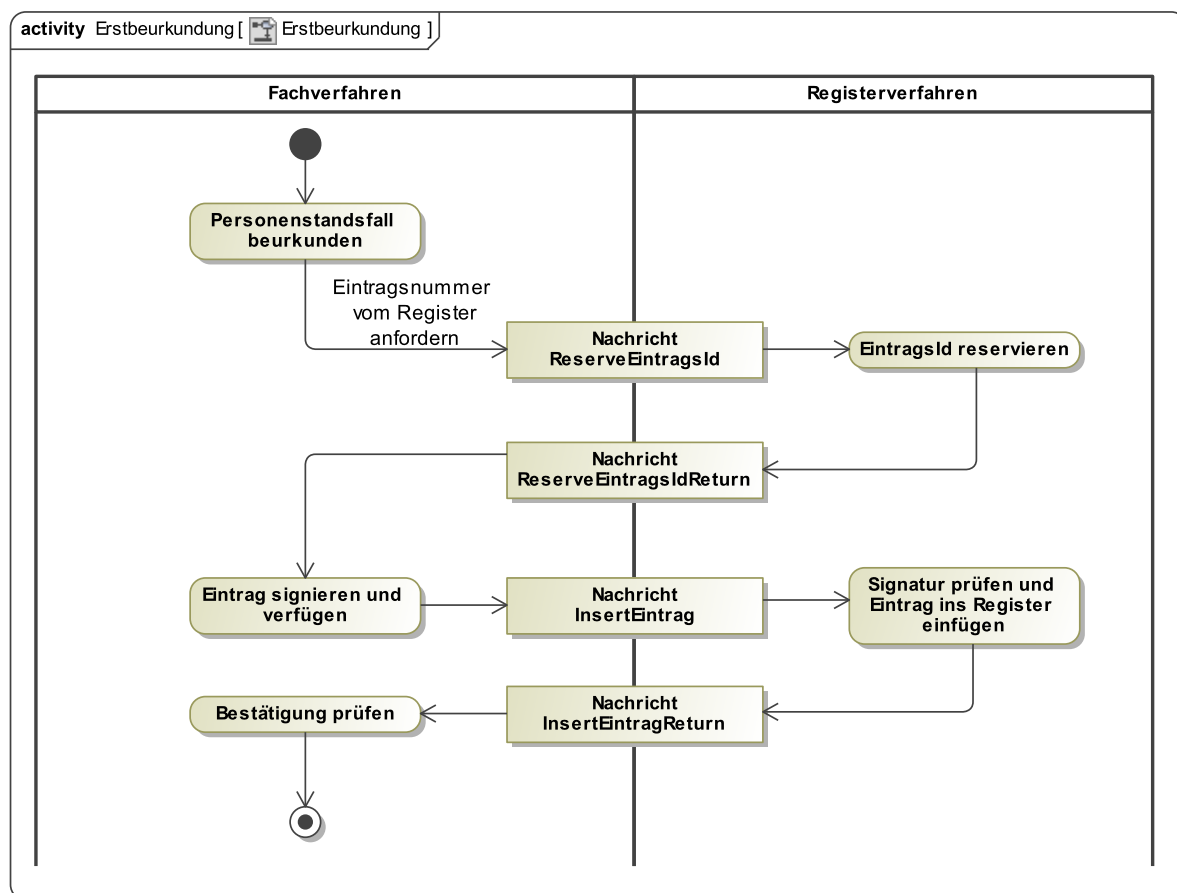 activity Erstbeurkundung [ Erstbeurkundung ]
Fachverfahren
Registerverfahren
Personenstandsfall
beurkunden
Eintragsnummer
vom Register
anfordern
Nachricht
ReserveEintragsId
EintragsId reservieren
Nachricht
ReserveEintragsIdReturn
Eintrag signieren und
verfügen
Nachricht
InsertEintrag
Signatur prüfen und
Eintrag ins Register
einfügen
Nachricht
InsertEintragReturn
Bestätigung prüfen